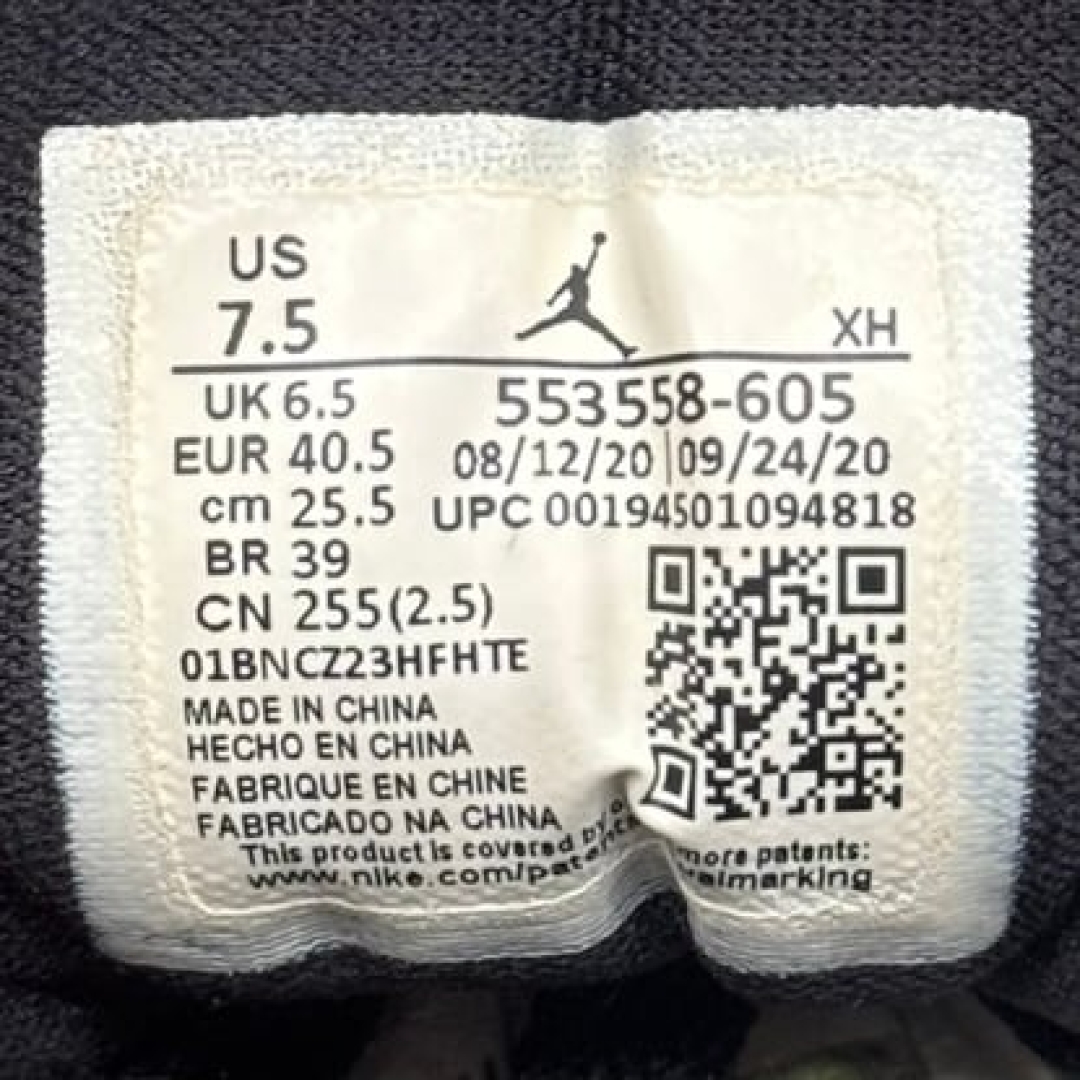 US
7.5
XH
UK 6.5
553558-605
EUR 40.5
08/12/20 | 09/24/20
cm 25.5
UPC 00194501094818
BR 39
CN 255(2.5)
01BNCZ23HFHTE
MADE IN CHINA
HECHO EN CHINA
FABRIQUE EN CHINE
FABRICADO NA CHINA
This product is covered by more patents:
www.nike.com/patent